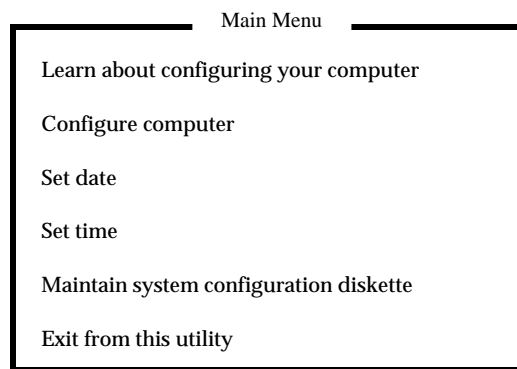 Main Menu
Learn about configuring your computer
Configure computer
Set date
Set time
Maintain system configuration diskette
Exit from this utility